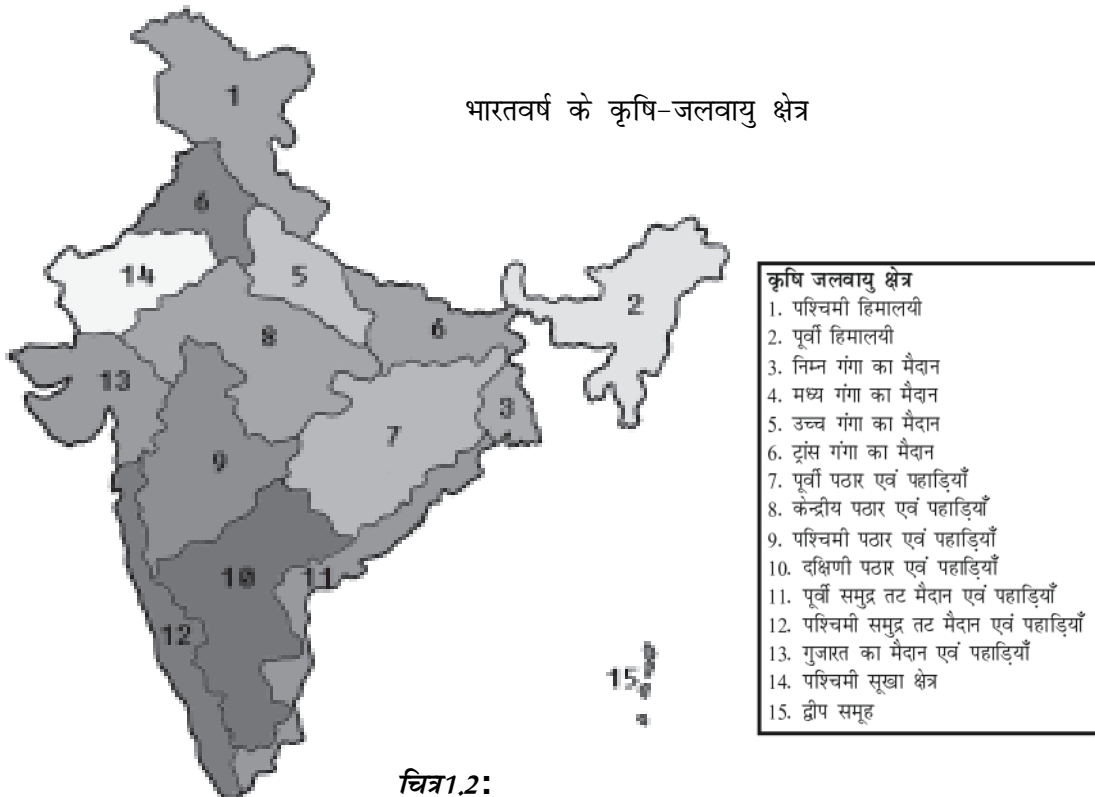 भारतवर्ष के कृषि-जलवायु क्षेत्र
1
6
14
5
2
8
6
13
3
7
9
10
11
12
15
कृषि जलवायु क्षेत्र
1. पश्चिमी हिमालयी
2. पूर्वी हिमालयी
3. निम्न गंगा का मैदान
4. मध्य गंगा का मैदान
5. उच्च गंगा का मैदान
6. ट्रांस गंगा का मैदान
7. पूर्वी पठार एवं पहाड़ियाँ
8. केन्द्रीय पठार एवं पहाड़ियाँ
9. पश्चिमी पठार एवं पहाड़ियाँ
10. दक्षिणी पठार एवं पहाड़ियाँ
11. पूर्वी समुद्र तट मैदान एवं पहाड़ियाँ
12. पश्चिमी समुद्र तट मैदान एवं पहाड़ियाँ
13. गुजारत का मैदान एवं पहाड़ियाँ
14. पश्चिमी सूखा क्षेत्र
15. द्वीप समूह
चित्र1.2: